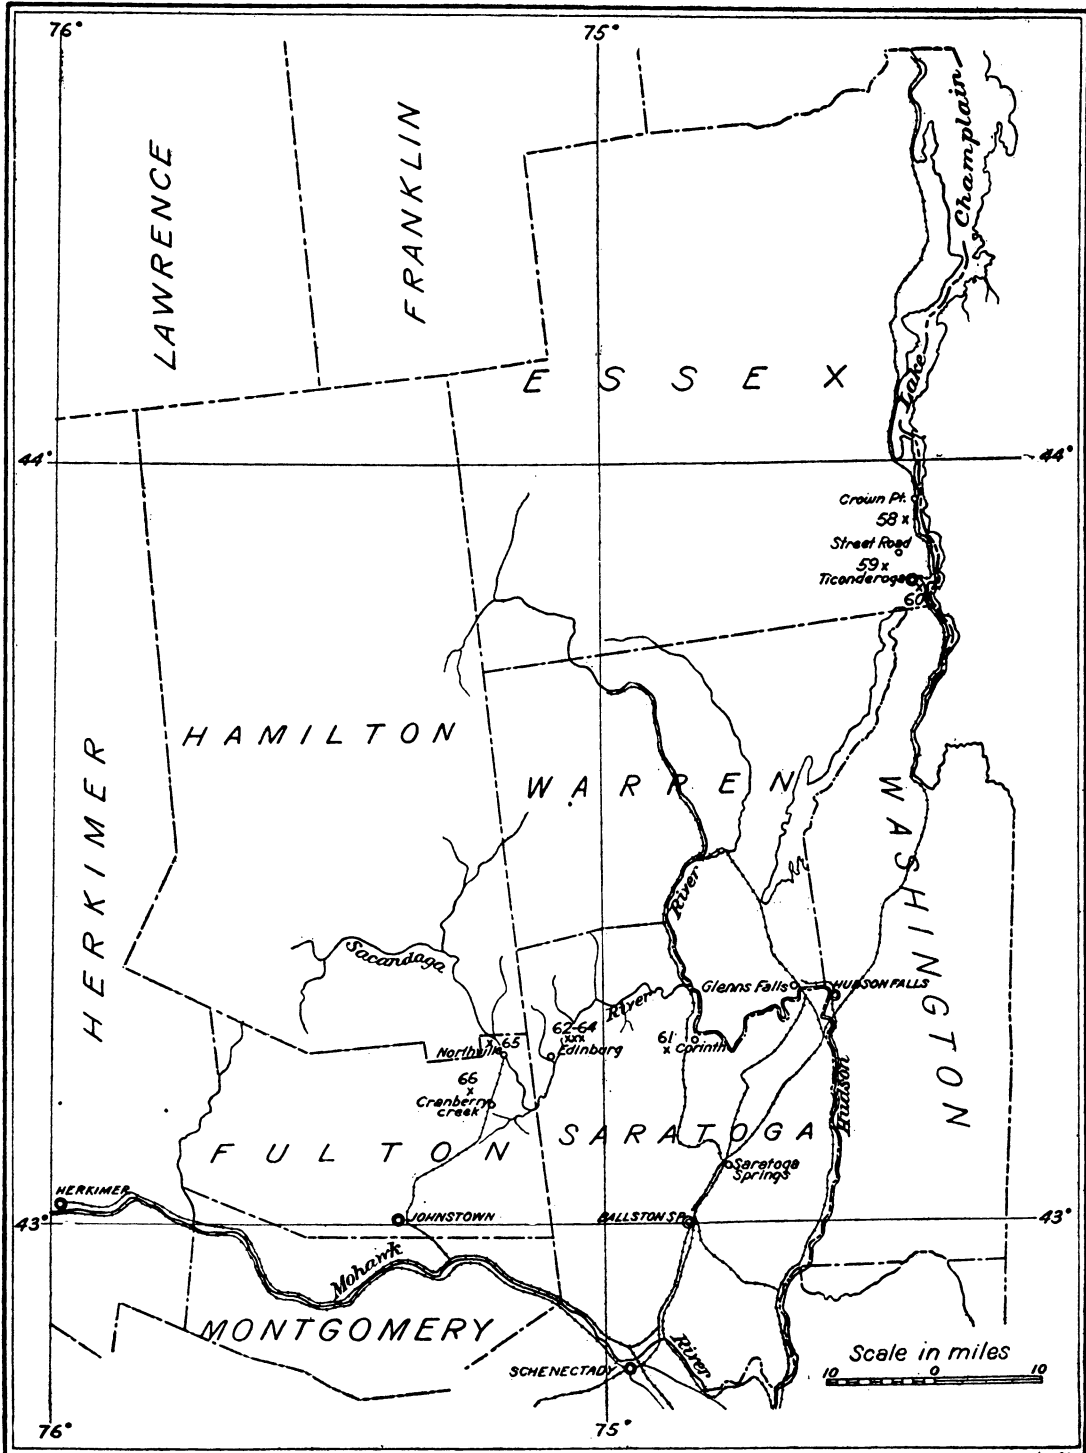 76°
75°
LAWRENCE
FRANKLIN
Champlain
Lake
E S S E X
44°
44°
Crown Pt.
58 x
Street Road
59 x
Ticonderoga
60
HAMILTON
HERKIMER
WARREN
WASHINGTON
River
Sacandaga
River
Glenns Falls
HUDSON FALLS
62-64
xxx
x 65
Northville
Edinburg
61
x Corinth
66
x
Cranberry
creek
Hudson
FULTON
SARATOGA
Saratoga
Springs
HERKIMER
43°
JOHNSTOWN
BALLSTON SP.
43°
Mohawk
MONTGOMERY
River
SCHENECTADY
Scale in miles
10 0 10
76°
75°